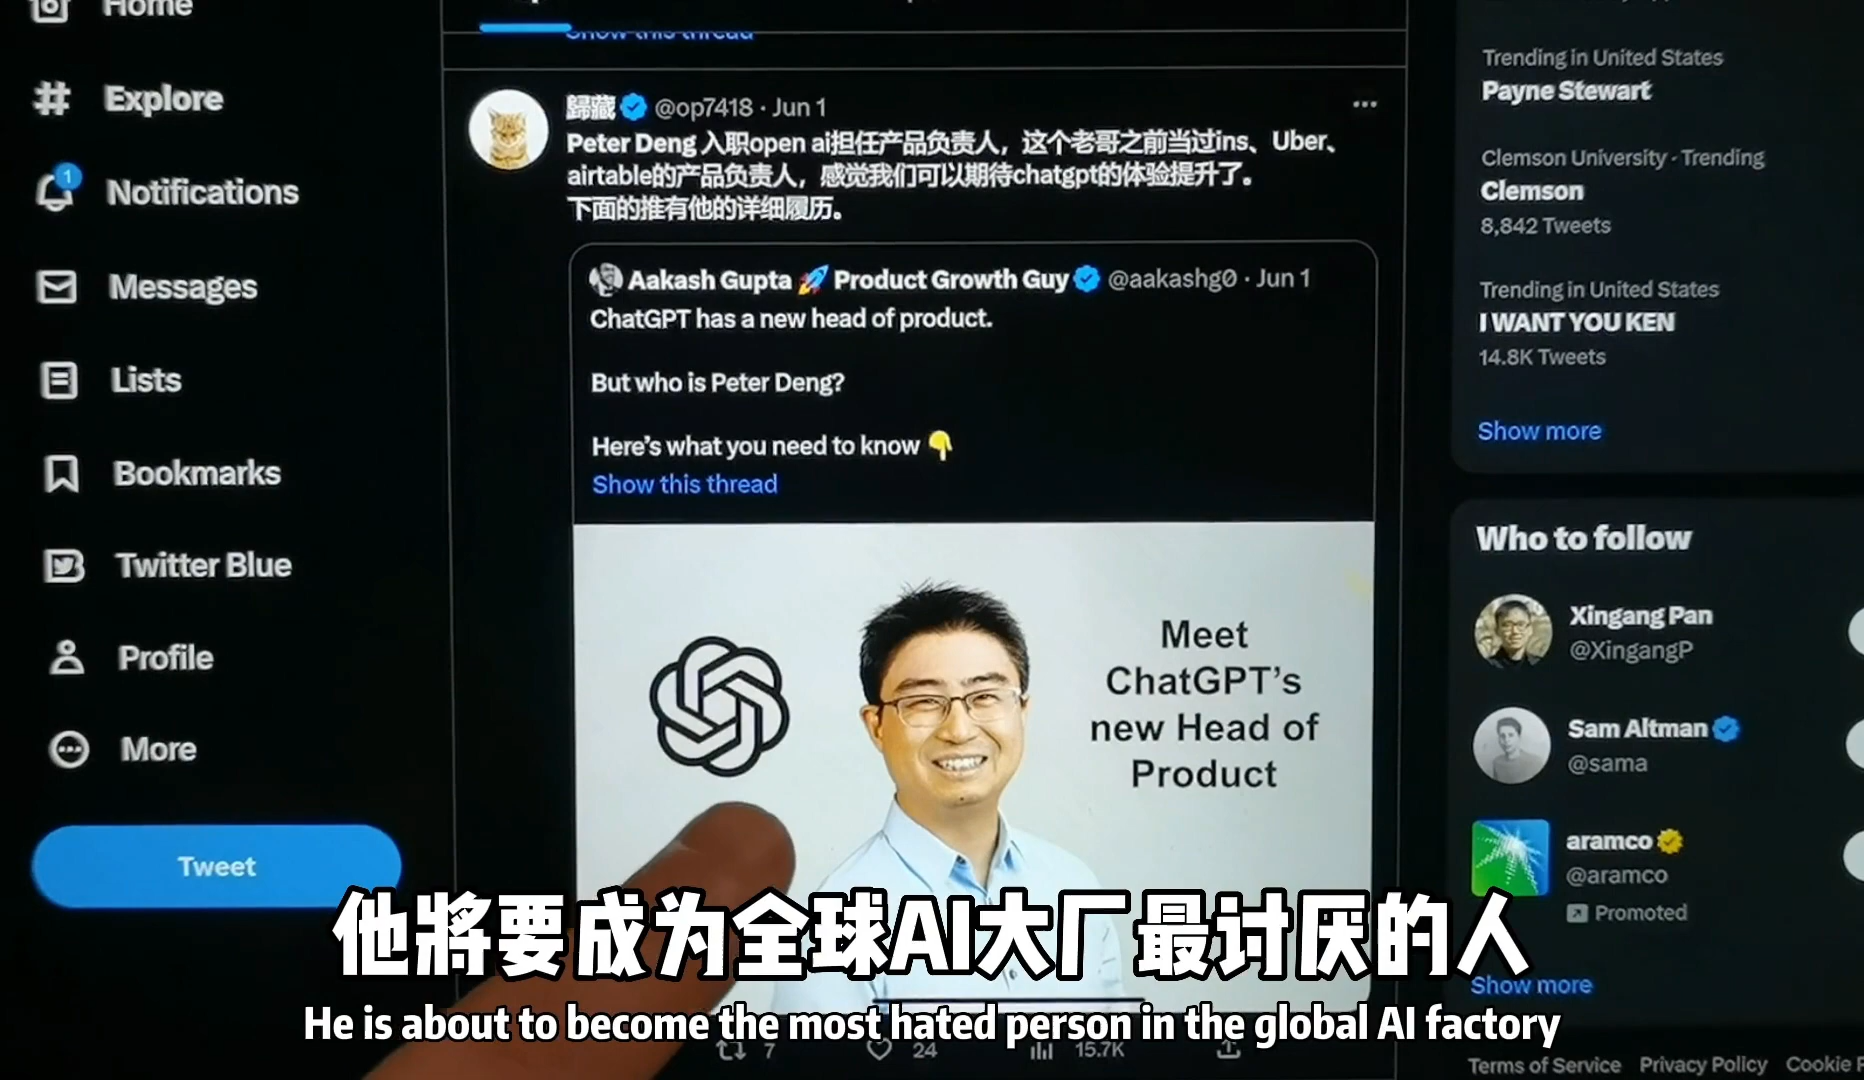 Home
Explore
1
Notifications
Messages
Lists
Bookmarks
Twitter Blue
Profile
More
Tweet
Show this thread
歸藏 @op7418 · Jun 1
Peter Deng 入职open ai担任产品负责人，这个老哥之前当过ins、Uber、
airtable的产品负责人，感觉我们可以期待chatgpt的体验提升了。
下面的推有他的详细履历。
Aakash Gupta 🚀 Product Growth Guy @aakashg0 · Jun 1
ChatGPT has a new head of product.
But who is Peter Deng?
Here's what you need to know 👇
Show this thread
Meet
ChatGPT's
new Head of
Product
7 24 15.7K
Trending in United States
Payne Stewart
Clemson University · Trending
Clemson
8,842 Tweets
Trending in United States
I WANT YOU KEN
14.8K Tweets
Show more
Who to follow
Xingang Pan
@XingangP
Sam Altman
@sama
aramco
@aramco
Promoted
Show more
Terms of Service Privacy Policy Cookie
他將要成为全球AI大厂最讨厌的人
He is about to become the most hated person in the global AI factory